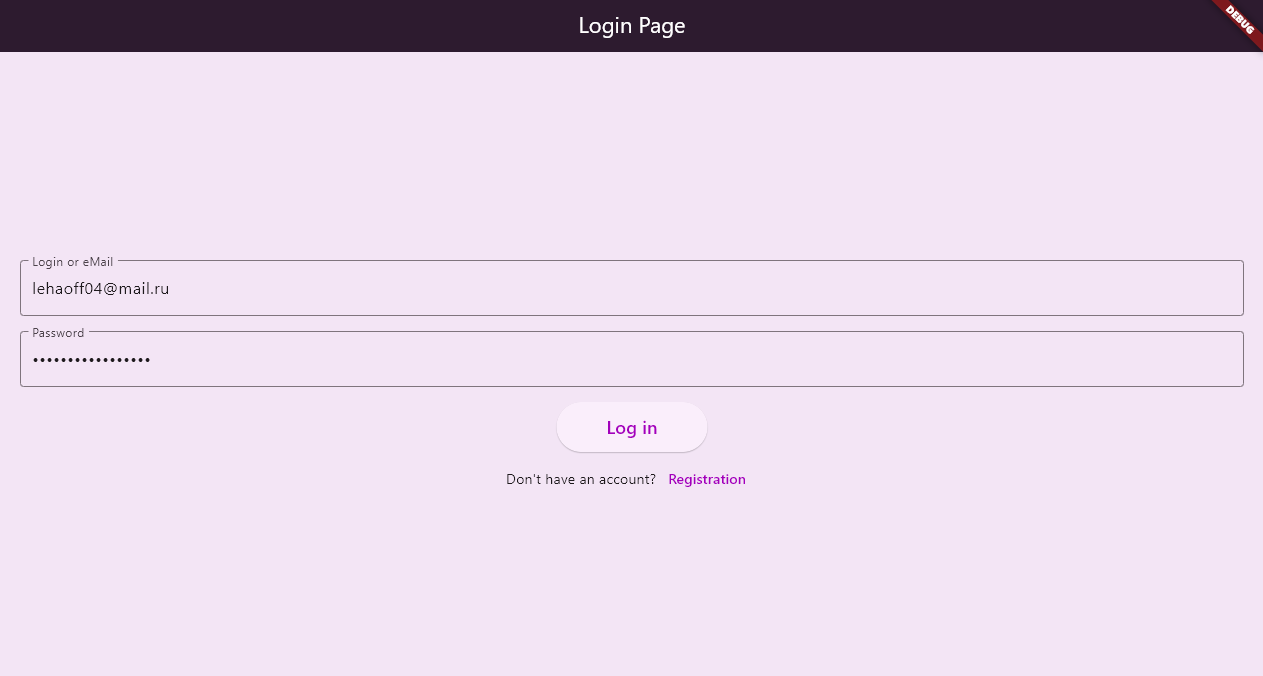 Login Page
DEBUG
Login or eMail
lehaoff04@mail.ru
Password
•••••••••••••••••
Log in
Don't have an account? Registration